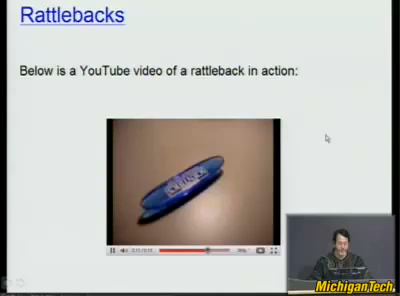 Rattlebacks
Below is a YouTube video of a rattleback in action:
MichiganTech